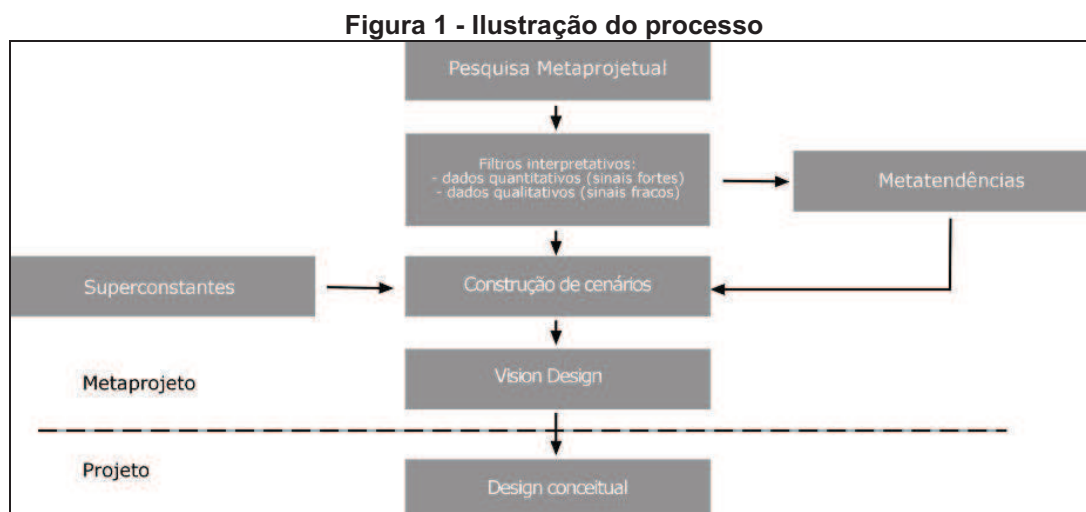 Figura 1 - Ilustração do processo
Pesquisa Metaprojetual
Filtros interpretativos:
- dados quantitativos (sinais fortes)
- dados qualitativos (sinais fracos)
Metatendências
Superconstantes
Construção de cenários
Vision Design
Metaprojeto
Projeto
Design conceitual